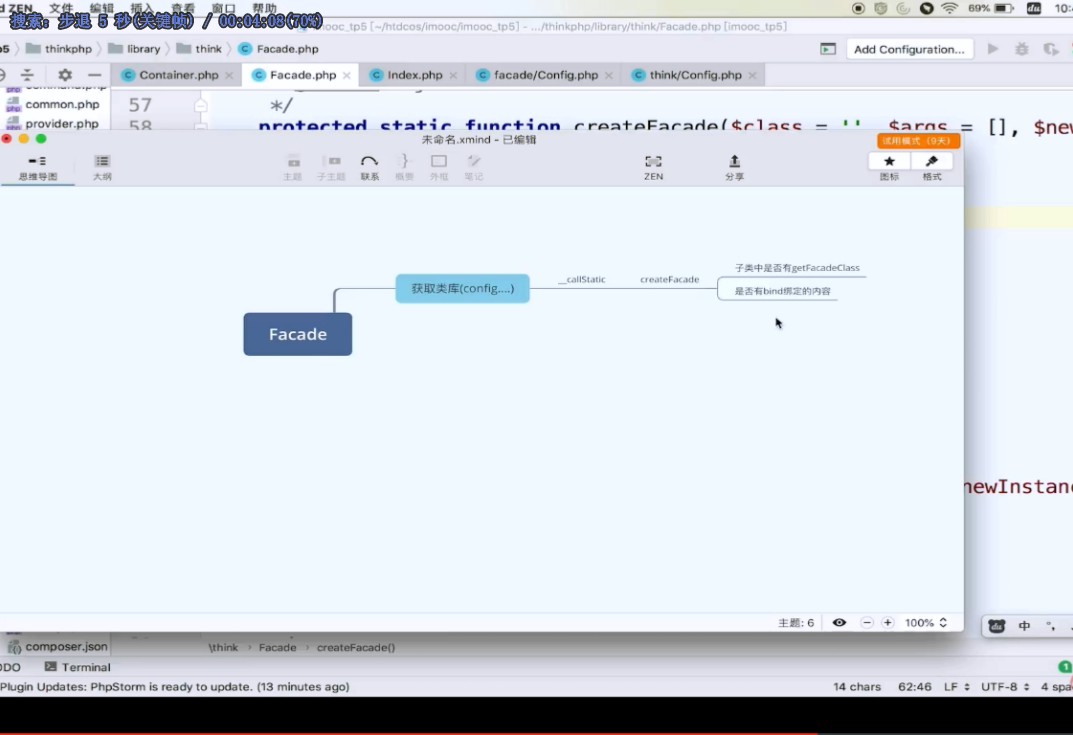 d ZEN 文件 编辑 插入 查看 窗口 帮助 69% 10:
搜索: 步退 5 秒(关键帧) / 00:04:08(70%)
imooc_tp5 [~/htdcos/imooc/imooc_tp5] - .../thinkphp/library/think/Facade.php [imooc_tp5]
p5 thinkphp library think Facade.php Add Configuration...
Container.php Facade.php Index.php facade/Config.php think/Config.php
common.php 57 */
provider.php 58 protected static function createFacade($class = '', $args = [], $new
未命名.xmind - 已编辑 试用模式 (9天)
思维导图 大纲 主题 子主题 联系 概要 外框 笔记 ZEN 分享 图标 格式
子类中是否有getFacadeClass
获取类库(config....) __callStatic createFacade
是否有bind绑定的内容
Facade
newInstanc
主题: 6 100%
中
composer.json \think Facade createFacade()
ODO Terminal 1
Plugin Updates: PhpStorm is ready to update. (13 minutes ago) 14 chars 62:46 LF UTF-8 4 spa